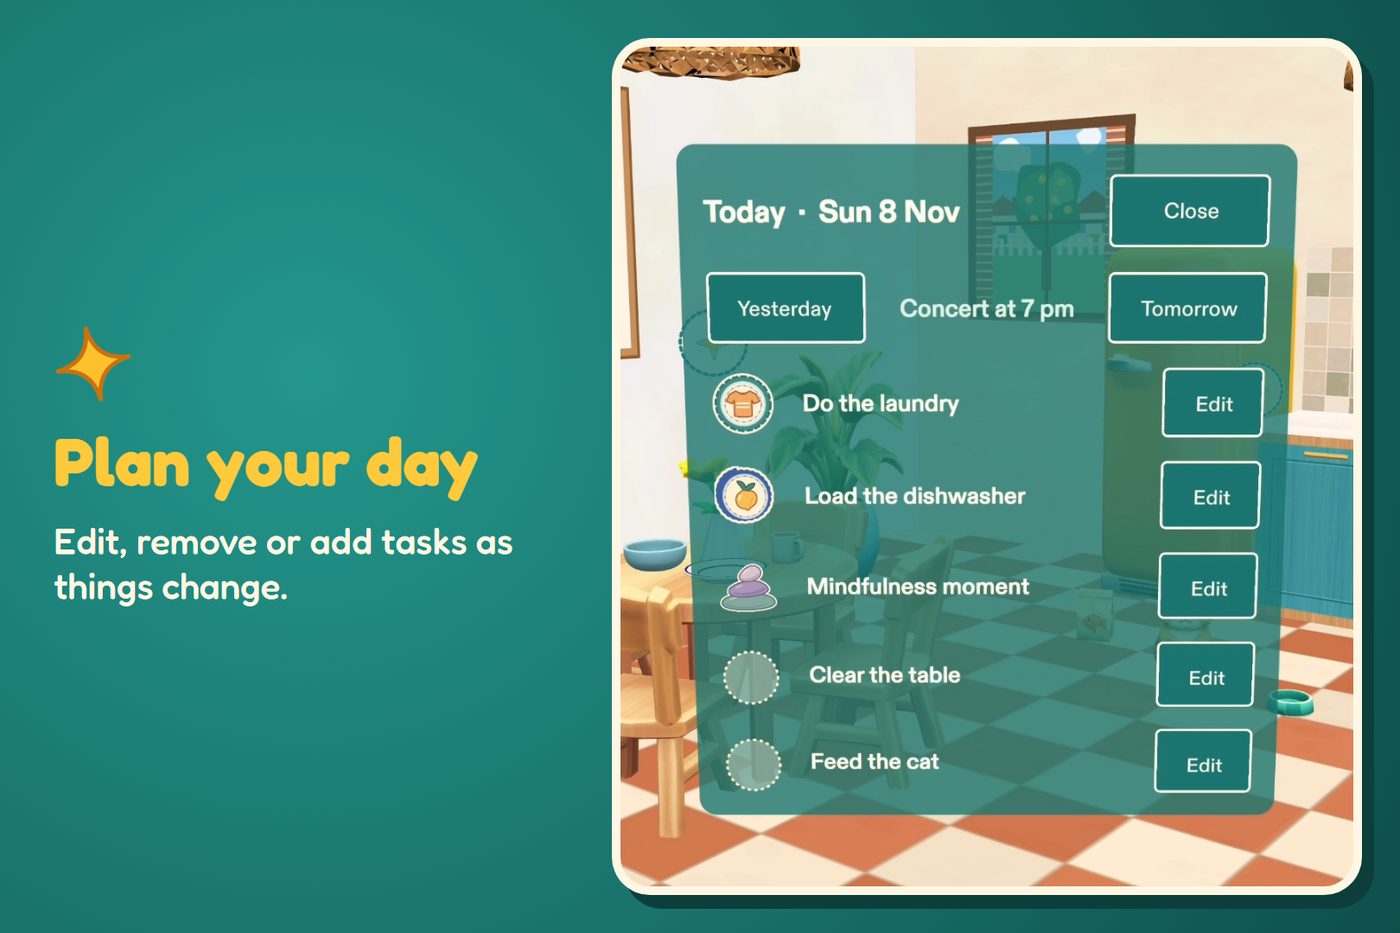 Plan your day
Edit, remove or add tasks as
things change.
Today · Sun 8 Nov
Close
Yesterday
Concert at 7 pm
Tomorrow
Do the laundry
Edit
Load the dishwasher
Edit
Mindfulness moment
Edit
Clear the table
Edit
Feed the cat
Edit